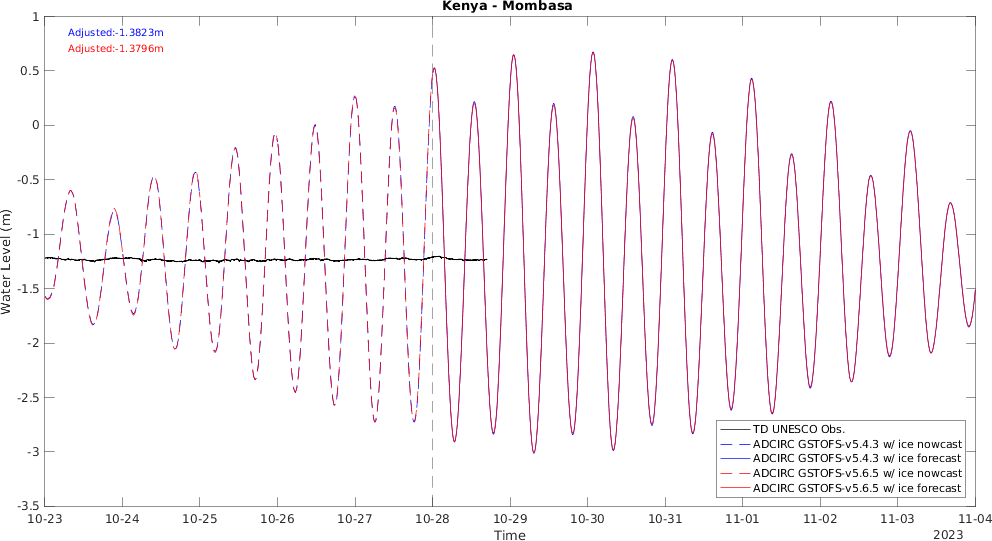 Kenya - Mombasa
Adjusted:-1.3823m
Adjusted:-1.3796m
Water Level (m)
1
0.5
0
-0.5
-1
-1.5
-2
-2.5
-3
-3.5
TD UNESCO Obs.
ADCIRC GSTOFS-v5.4.3 w/ ice nowcast
ADCIRC GSTOFS-v5.4.3 w/ ice forecast
ADCIRC GSTOFS-v5.6.5 w/ ice nowcast
ADCIRC GSTOFS-v5.6.5 w/ ice forecast
10-23 10-24 10-25 10-26 10-27 10-28 10-29 10-30 10-31 11-01 11-02 11-03 11-04
Time
2023